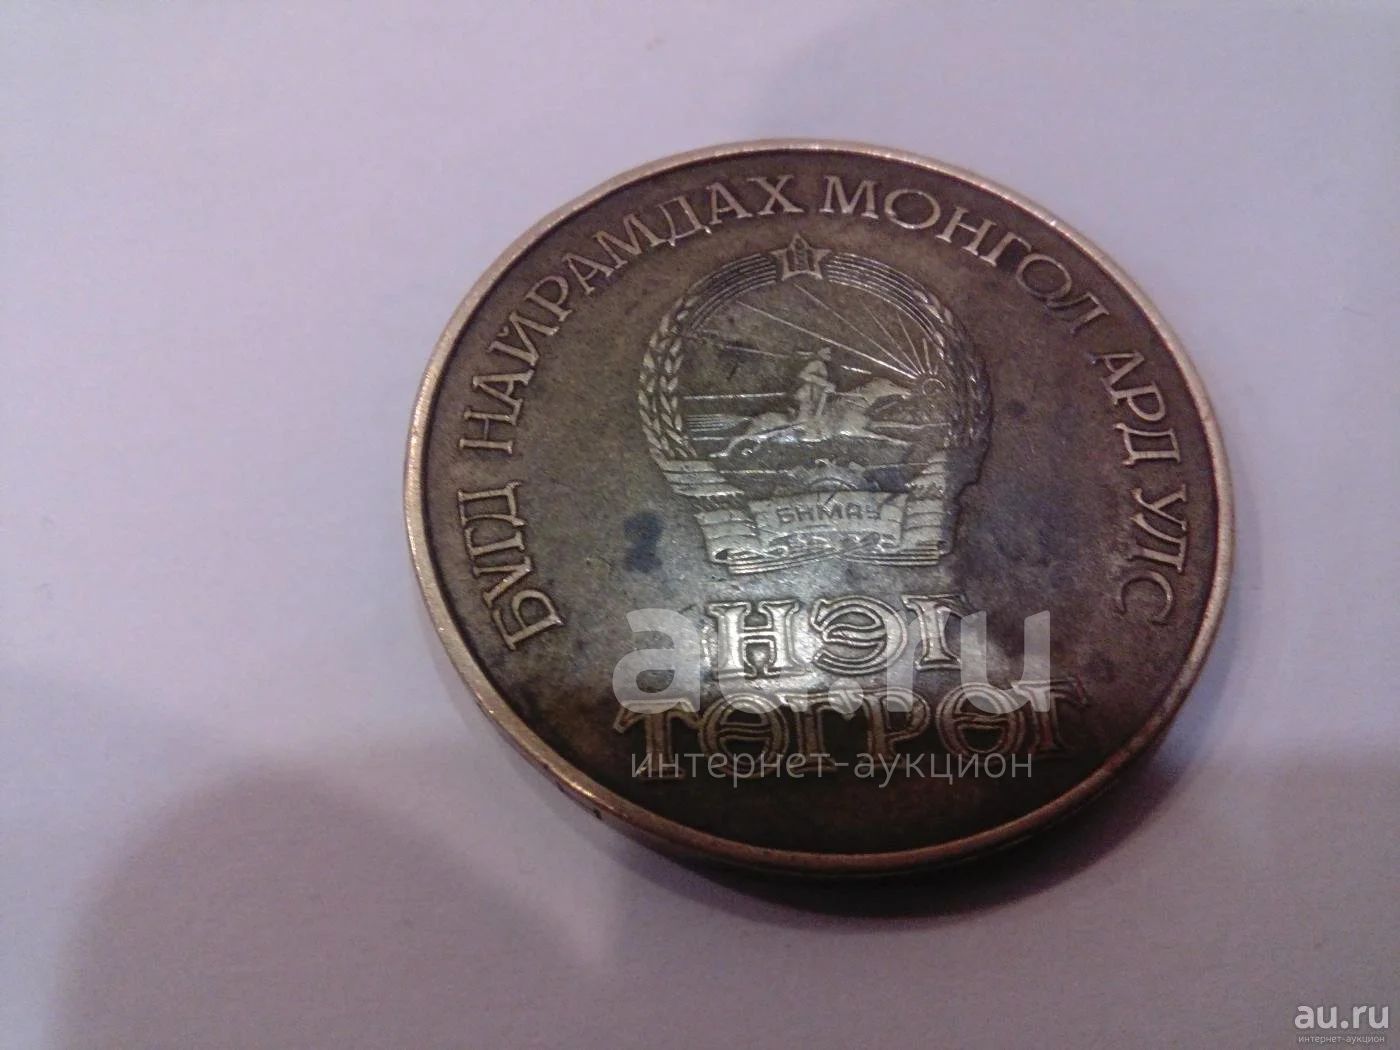 БҮГД НАЙРАМДАХ МОНГОЛ АРД УЛС
БНМАУ
НЭГ
ТӨГРӨГ
au.ru
интернет-аукцион
au.ru
интернет-аукцион